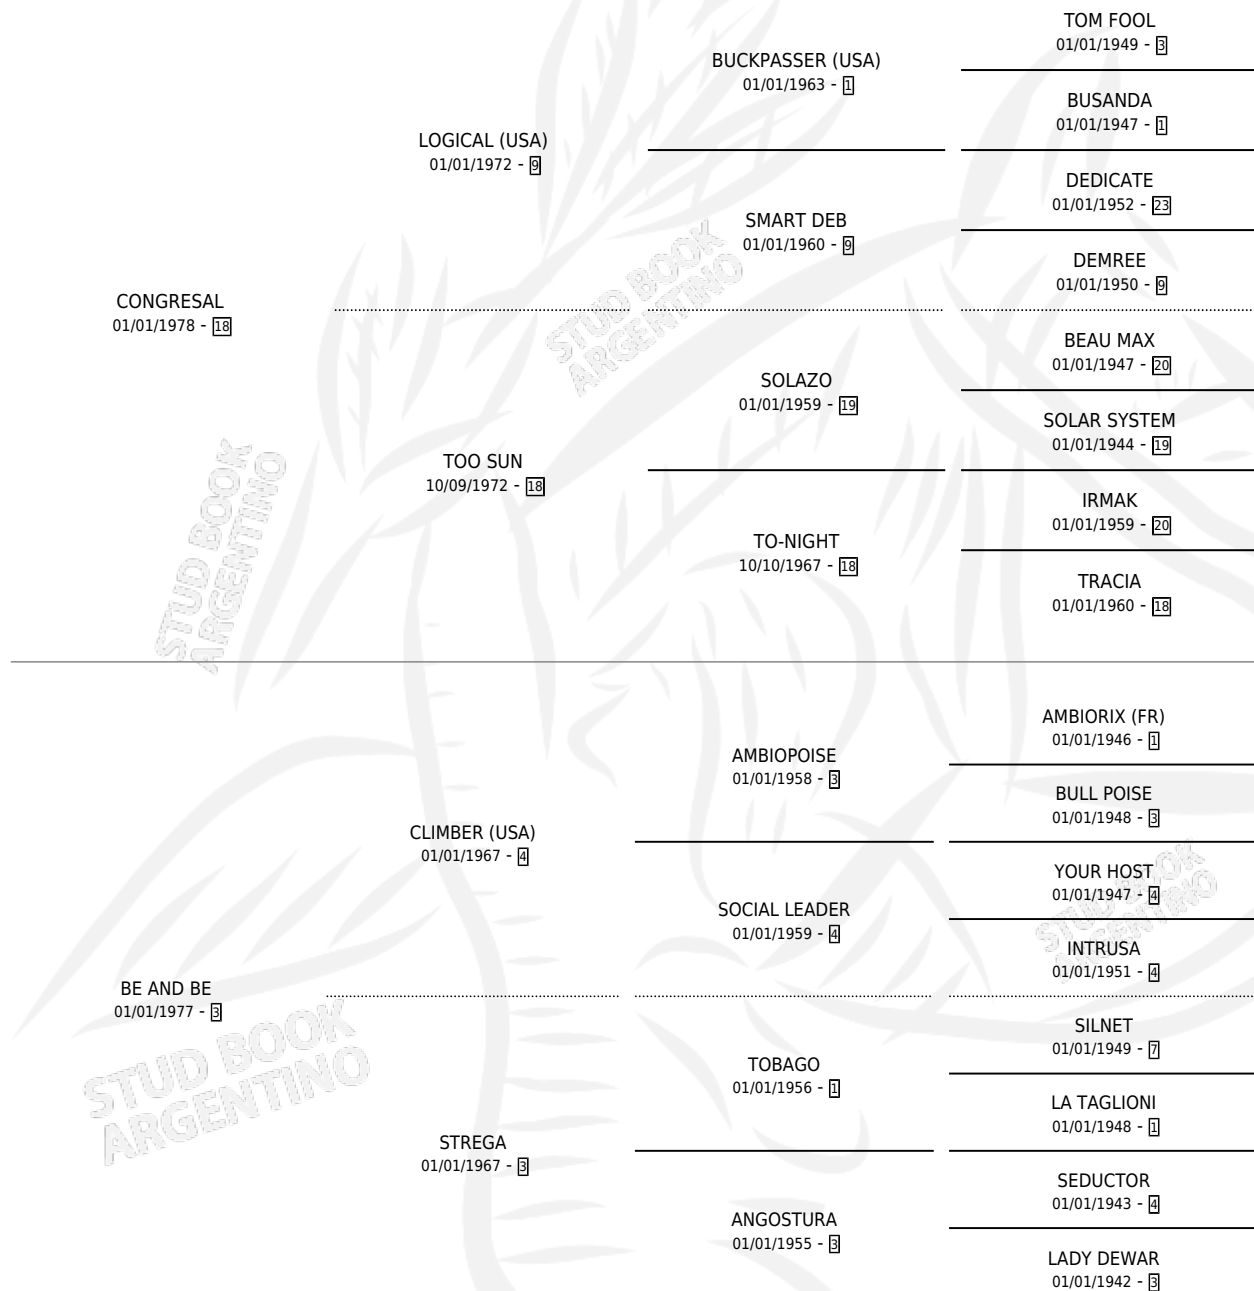 TOM FOOL
01/01/1949 - 3
BUCKPASSER (USA)
01/01/1963 - 1
BUSANDA
01/01/1947 - 1
LOGICAL (USA)
01/01/1972 - 9
DEDICATE
01/01/1952 - 23
SMART DEB
01/01/1960 - 9
DEMREE
01/01/1950 - 9
CONGRESAL
01/01/1978 - 18
BEAU MAX
01/01/1947 - 20
SOLAZO
01/01/1959 - 19
SOLAR SYSTEM
01/01/1944 - 19
TOO SUN
10/09/1972 - 18
IRMAK
01/01/1959 - 20
TO-NIGHT
10/10/1967 - 18
TRACIA
01/01/1960 - 18
AMBIORIX (FR)
01/01/1946 - 1
AMBIOPOISE
01/01/1958 - 3
BULL POISE
01/01/1948 - 3
CLIMBER (USA)
01/01/1967 - 4
YOUR HOST
01/01/1947 - 4
SOCIAL LEADER
01/01/1959 - 4
INTRUSA
01/01/1951 - 4
BE AND BE
01/01/1977 - 3
SILNET
01/01/1949 - 7
TOBAGO
01/01/1956 - 1
LA TAGLIONI
01/01/1948 - 1
STREGA
01/01/1967 - 3
SEDUCTOR
01/01/1943 - 4
ANGOSTURA
01/01/1955 - 3
LADY DEWAR
01/01/1942 - 3
STUD BOOK
ARGENTINO
STUD BOOK
ARGENTINO
STUD BOOK
ARGENTINO
STUD BOOK
ARGENTINO